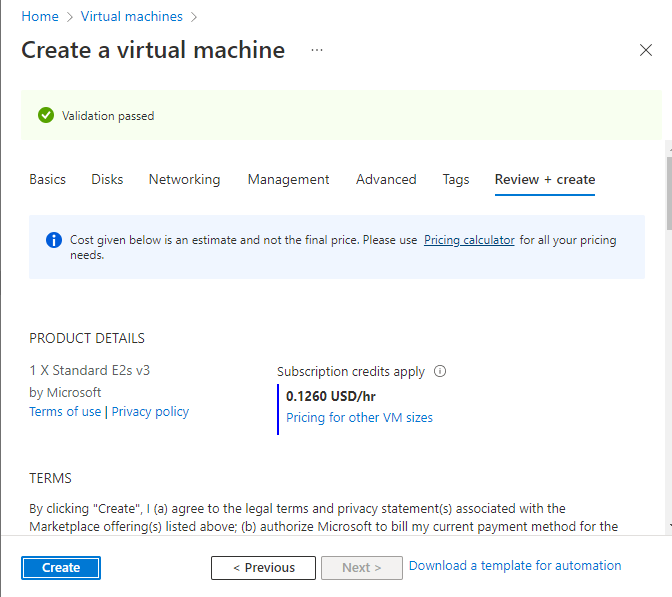 Home > Virtual machines >
Create a virtual machine ...
Validation passed
Basics Disks Networking Management Advanced Tags Review + create
Cost given below is an estimate and not the final price. Please use Pricing calculator for all your pricing
needs.
PRODUCT DETAILS
1 X Standard E2s v3
by Microsoft
Terms of use | Privacy policy
Subscription credits apply
0.1260 USD/hr
Pricing for other VM sizes
TERMS
By clicking "Create", I (a) agree to the legal terms and privacy statement(s) associated with the
Marketplace offering(s) listed above; (b) authorize Microsoft to bill my current payment method for the
Create < Previous Next > Download a template for automation